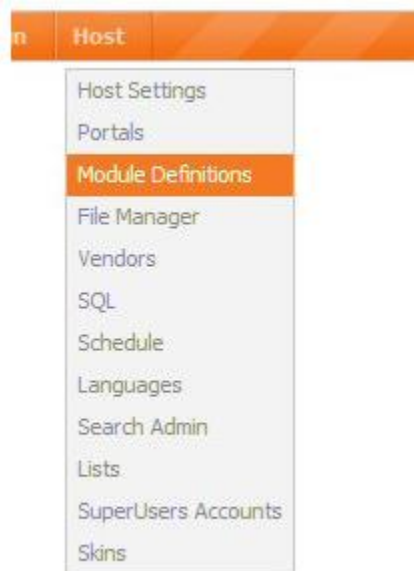 n Host
Host Settings
Portals
Module Definitions
File Manager
Vendors
SQL
Schedule
Languages
Search Admin
Lists
SuperUsers Accounts
Skins